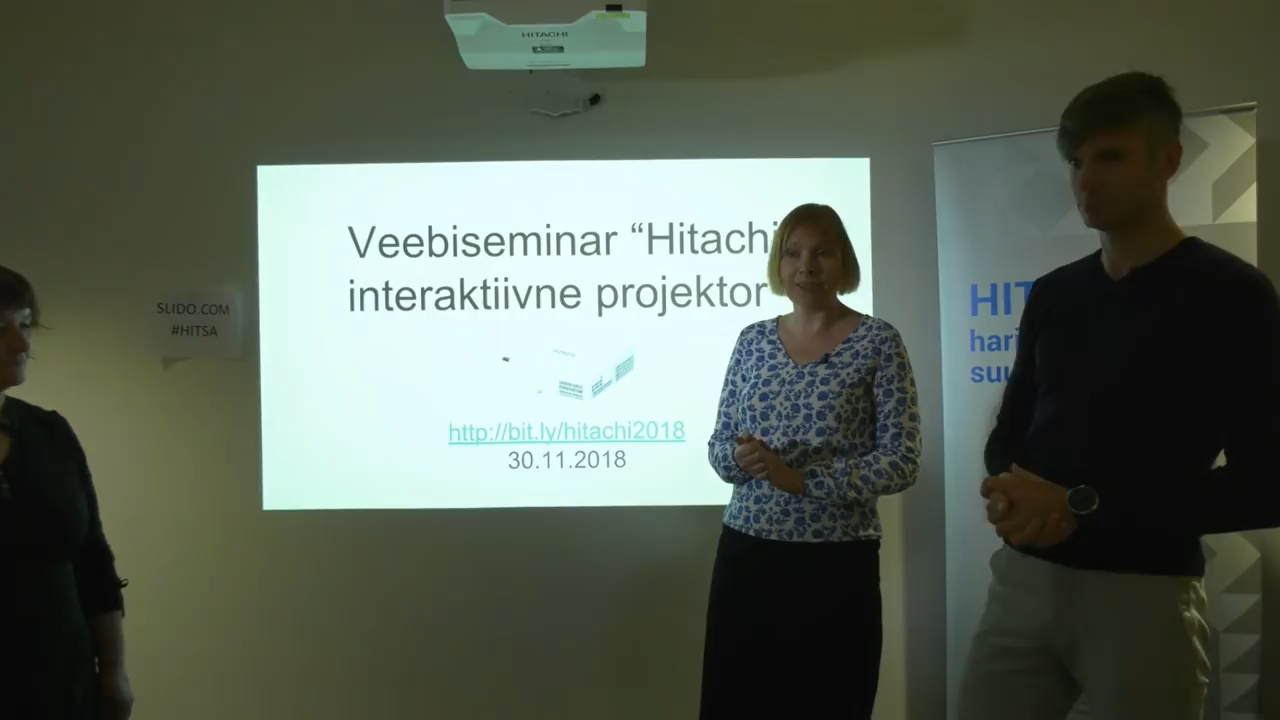 HITACHI
Veebiseminar “Hitachi
interaktiivne projektor
http://bit.ly/hitachi2018
30.11.2018
SLIDO.COM
#HITSA
HIT
hari
suu